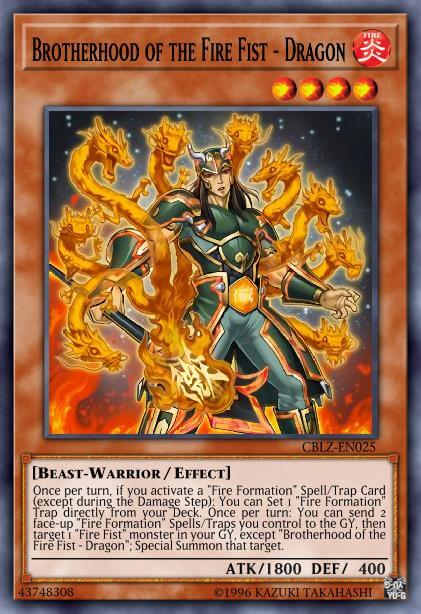 BROTHERHOOD OF THE FIRE FIST - DRAGON
FIRE
炎
CBLZ-EN025
[BEAST-WARRIOR / EFFECT]
Once per turn, if you activate a "Fire Formation" Spell/Trap Card
(except during the Damage Step): You can Set 1 "Fire Formation"
Trap directly from your Deck. Once per turn: You can send 2
face-up "Fire Formation" Spells/Traps you control to the GY, then
target 1 "Fire Fist" monster in your GY, except "Brotherhood of the
Fire Fist - Dragon"; Special Summon that target.
ATK/1800 DEF/ 400
43748308
©1996 KAZUKI TAKAHASHI